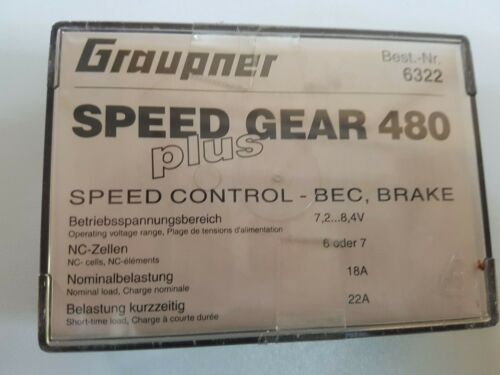 Graupner
Best.-Nr.
6322
SPEED GEAR 480
plus
SPEED CONTROL - BEC, BRAKE
Betriebsspannungsbereich 7,2...8,4V
Operating voltage range, Plage de tensions d'alimentation
NC-Zellen 6 oder 7
NC- cells, NC-éléments
Nominalbelastung 18A
Nominal load, Charge nominale
Belastung kurzzeitig 22A
Short-time load, Charge à courte durée